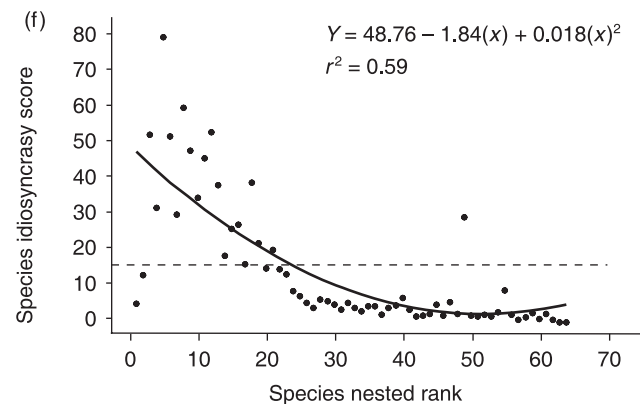 (f)
Y = 48.76 – 1.84(x) + 0.018(x)²
r² = 0.59
Species idiosyncrasy score
80
70
60
50
40
30
20
10
0
0 10 20 30 40 50 60 70
Species nested rank